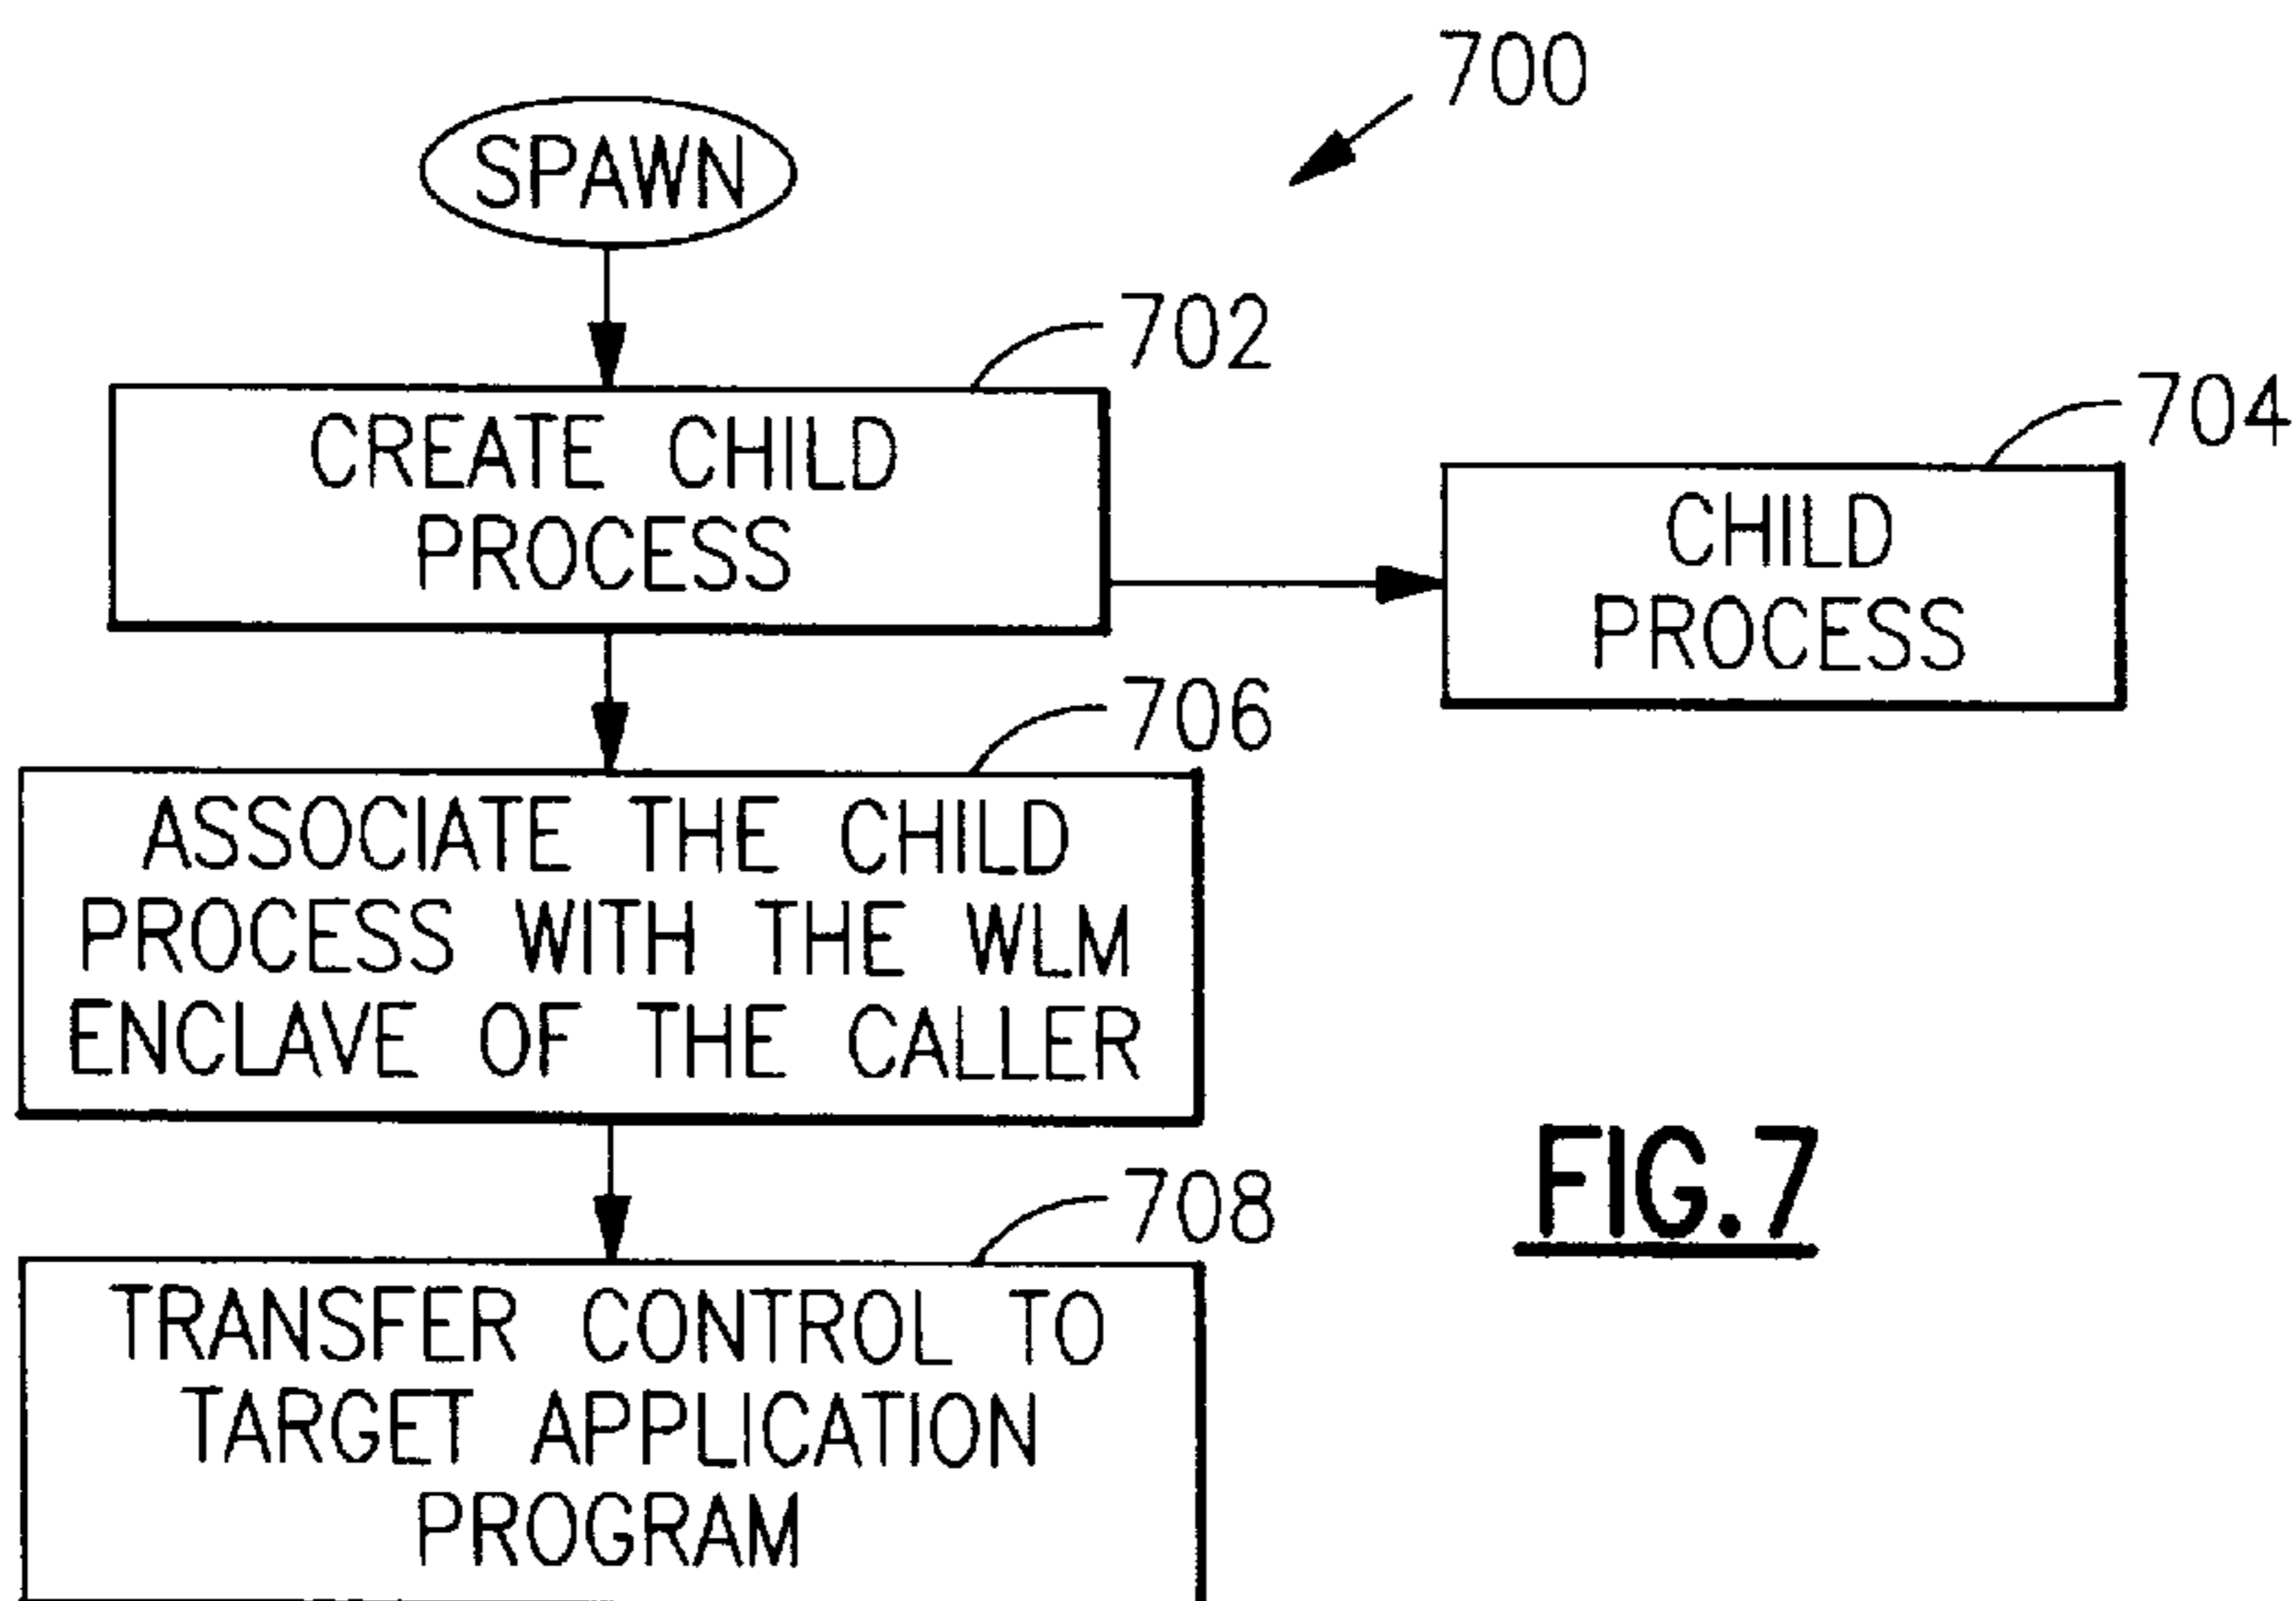 700
SPAWN
702
CREATE CHILD
PROCESS
704
CHILD
PROCESS
706
ASSOCIATE THE CHILD
PROCESS WITH THE WLM
ENCLAVE OF THE CALLER
708
TRANSFER CONTROL TO
TARGET APPLICATION
PROGRAM
FIG.7